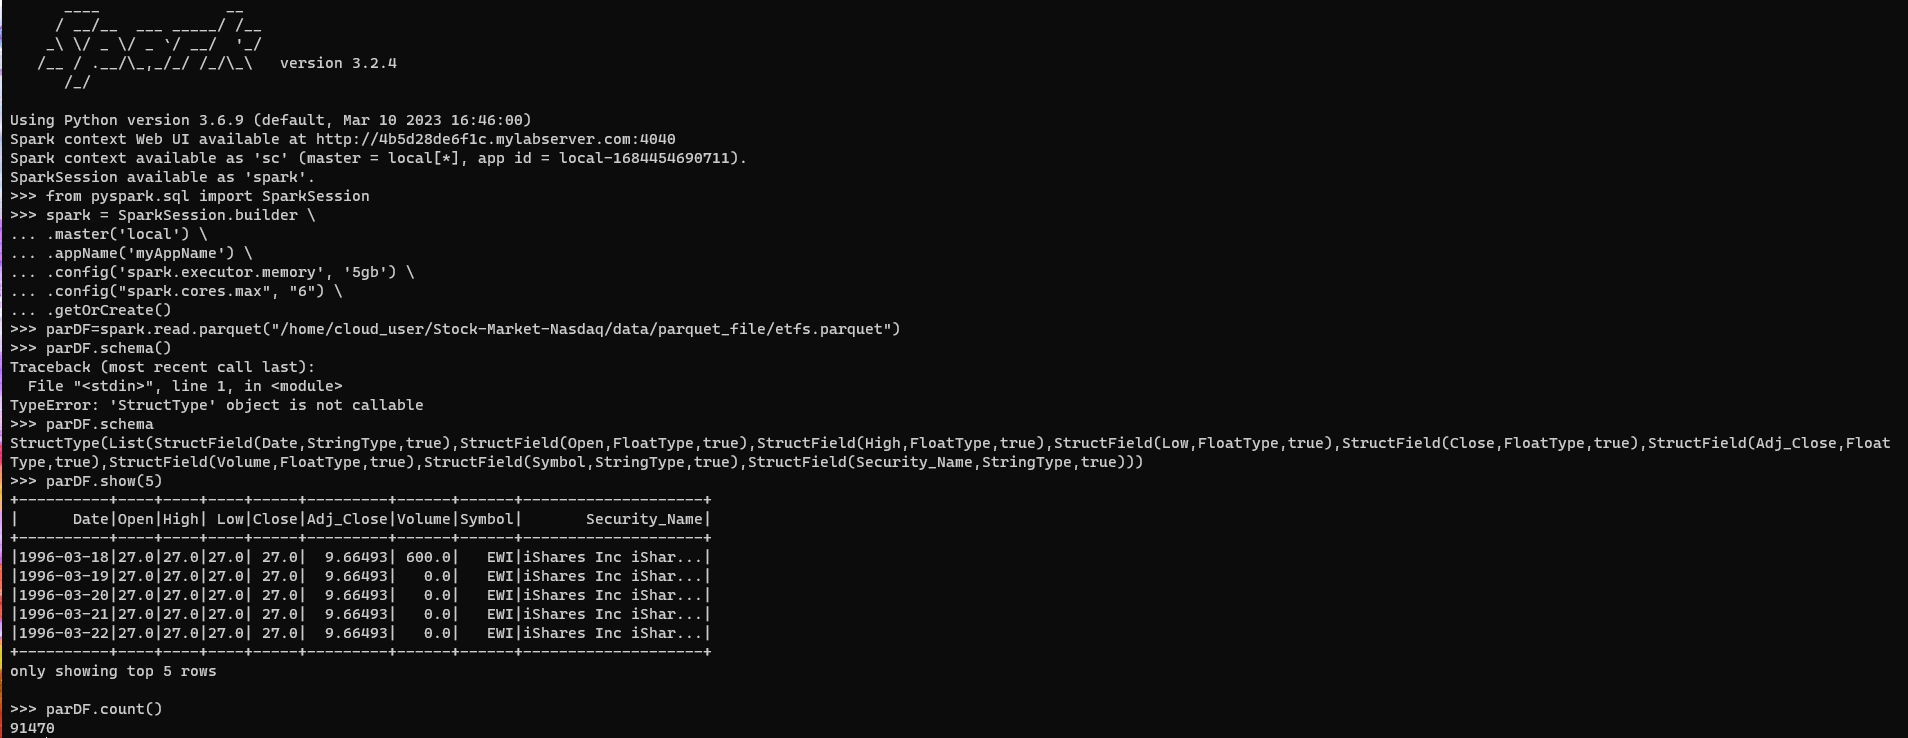 ____              __
     / __/__  ___ _____/ /__
    _\ \/ _ \/ _ `/ __/  '_/
   /__ / .__/\_,_/_/ /_/\_\   version 3.2.4
      /_/

Using Python version 3.6.9 (default, Mar 10 2023 16:46:00)
Spark context Web UI available at http://4b5d28de6f1c.mylabserver.com:4040
Spark context available as 'sc' (master = local[*], app id = local-1684454690711).
SparkSession available as 'spark'.
>>> from pyspark.sql import SparkSession
>>> spark = SparkSession.builder \
... .master('local') \
... .appName('myAppName') \
... .config('spark.executor.memory', '5gb') \
... .config("spark.cores.max", "6") \
... .getOrCreate()
>>> parDF=spark.read.parquet("/home/cloud_user/Stock-Market-Nasdaq/data/parquet_file/etfs.parquet")
>>> parDF.schema()
Traceback (most recent call last):
  File "<stdin>", line 1, in <module>
TypeError: 'StructType' object is not callable
>>> parDF.schema
StructType(List(StructField(Date,StringType,true),StructField(Open,FloatType,true),StructField(High,FloatType,true),StructField(Low,FloatType,true),StructField(Close,FloatType,true),StructField(Adj_Close,Float
Type,true),StructField(Volume,FloatType,true),StructField(Symbol,StringType,true),StructField(Security_Name,StringType,true)))
>>> parDF.show(5)
+----------+----+----+----+-----+---------+------+------+--------------------+
|      Date|Open|High| Low|Close|Adj_Close|Volume|Symbol|       Security_Name|
+----------+----+----+----+-----+---------+------+------+--------------------+
|1996-03-18|27.0|27.0|27.0| 27.0|  9.66493| 600.0|   EWI|iShares Inc iShar...|
|1996-03-19|27.0|27.0|27.0| 27.0|  9.66493|   0.0|   EWI|iShares Inc iShar...|
|1996-03-20|27.0|27.0|27.0| 27.0|  9.66493|   0.0|   EWI|iShares Inc iShar...|
|1996-03-21|27.0|27.0|27.0| 27.0|  9.66493|   0.0|   EWI|iShares Inc iShar...|
|1996-03-22|27.0|27.0|27.0| 27.0|  9.66493|   0.0|   EWI|iShares Inc iShar...|
+----------+----+----+----+-----+---------+------+------+--------------------+
only showing top 5 rows

>>> parDF.count()
91470